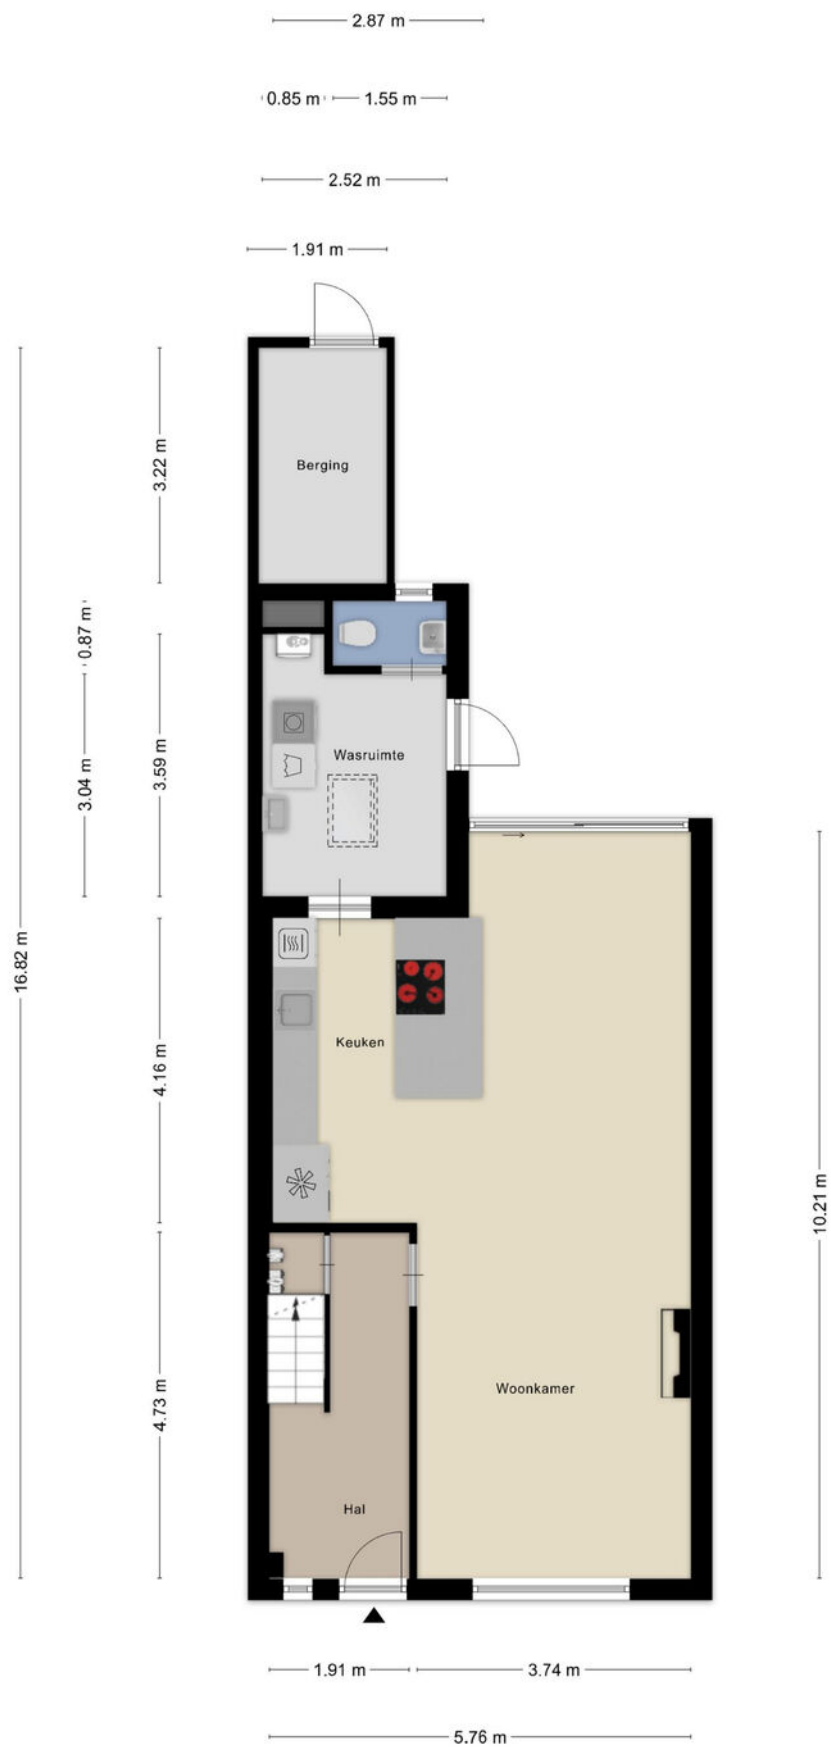 2.87 m
0.85 m
1.55 m
2.52 m
1.91 m
Berging
3.22 m
0.87 m
Wasruimte
3.59 m
3.04 m
16.82 m
Keuken
4.16 m
10.21 m
Woonkamer
4.73 m
Hal
1.91 m
3.74 m
5.76 m